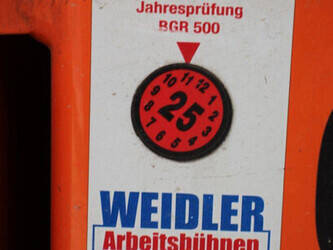 Jahresprüfung
BGR 500
10 11 12
9 1
8 25 2
7 6 5 4 3
WEIDLER
Arbeitsbühnen